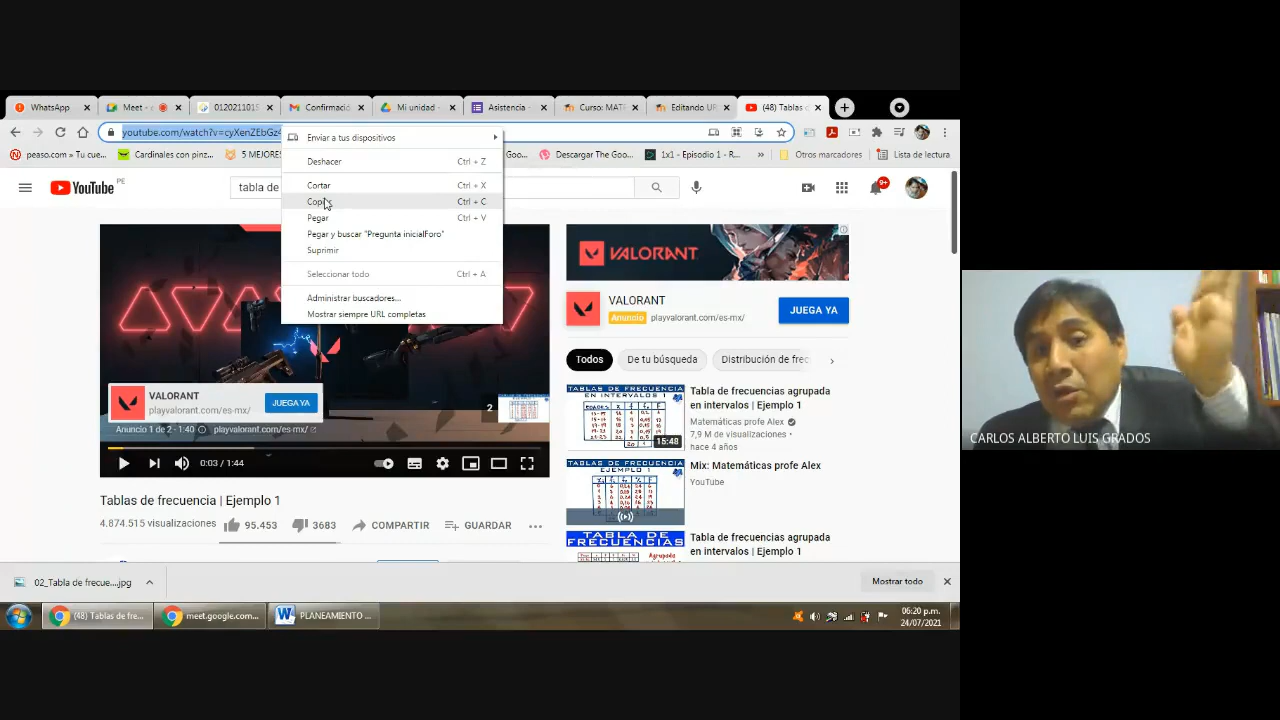 WhatsApp
Meet -
0120211015
Confirmació
Mi unidad -
Asistencia -
Curso: MATE
Editando UR
(48) Tablas d
youtube.com/watch?v=cyXenZEbGz
peaso.com » Tu cue...
Cardinales con pinz...
5 MEJORE
Goo...
Descargar The Goo...
1x1 - Episodio 1 - R...
»
Otros marcadores
Lista de lectura
Enviar a tus dispositivos
Deshacer Ctrl + Z
Cortar Ctrl + X
Copiar Ctrl + C
Pegar Ctrl + V
Pegar y buscar "Pregunta inicialForo"
Suprimir
Seleccionar todo Ctrl + A
Administrar buscadores...
Mostrar siempre URL completas
YouTube PE
tabla de
9+
VALORANT
VALORANT
Anuncio playvalorant.com/es-mx/
JUEGA YA
Todos De tu búsqueda Distribución de frec
VALORANT
playvalorant.com/es-mx/
JUEGA YA
Anuncio 1 de 2 - 1:40 playvalorant.com/es-mx/
2
0:03 / 1:44
Tablas de frecuencia | Ejemplo 1
4.874.515 visualizaciones 95.453 3683 COMPARTIR GUARDAR
TABLAS DE FRECUENCIA
EN INTERVALOS 1
15:48
Tabla de frecuencias agrupada
en intervalos | Ejemplo 1
Matemáticas profe Alex
7,9 M de visualizaciones •
hace 4 años
TABLAS DE FRECUENCIA
EJEMPLO 1
Mix: Matemáticas profe Alex
YouTube
TABLA DE
FRECUENCIAS
Agrupada
Tabla de frecuencias agrupada
en intervalos | Ejemplo 1
CARLOS ALBERTO LUIS GRADOS
02_Tabla de frecue....jpg
Mostrar todo
(48) Tablas de fre...
meet.google.com...
PLANEAMIENTO ...
06:20 p.m.
24/07/2021